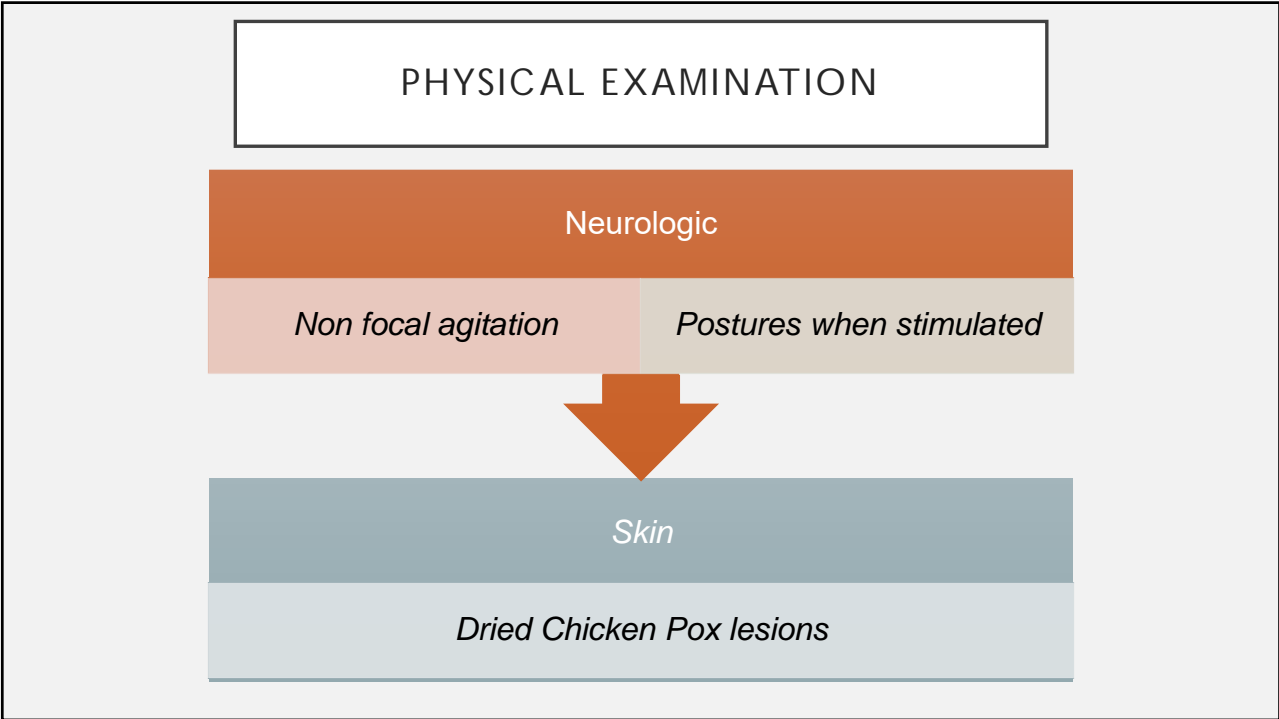 PHYSICAL EXAMINATION
Neurologic
Non focal agitation
Postures when stimulated
Skin
Dried Chicken Pox lesions